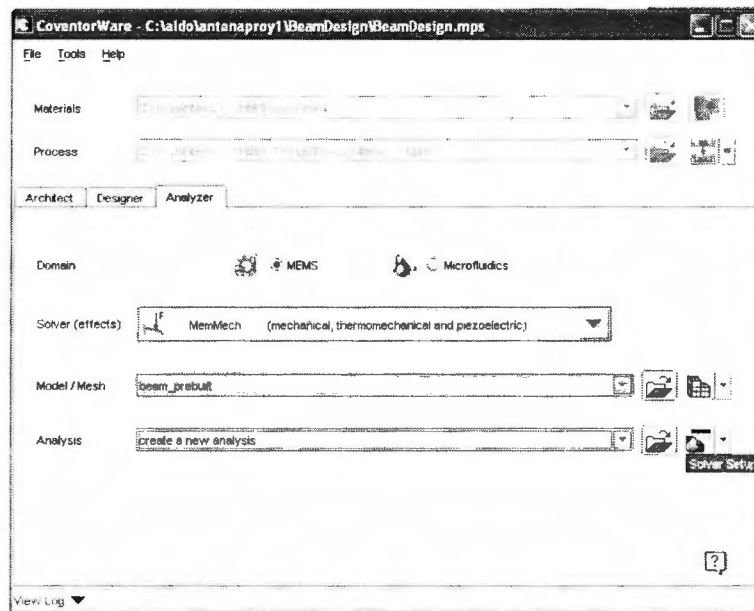 CoventorWare - C:\aldo\antenaproy1\BeamDesign\BeamDesign.mps
File Tools Help
Materials
Process
Architect Designer Analyzer
Domain MEMS Microfluidics
Solver (effects) MemMech (mechanical, thermomechanical and piezoelectric)
Model / Mesh beam_prebuilt
Analysis create a new analysis
Solver Setup
View Log